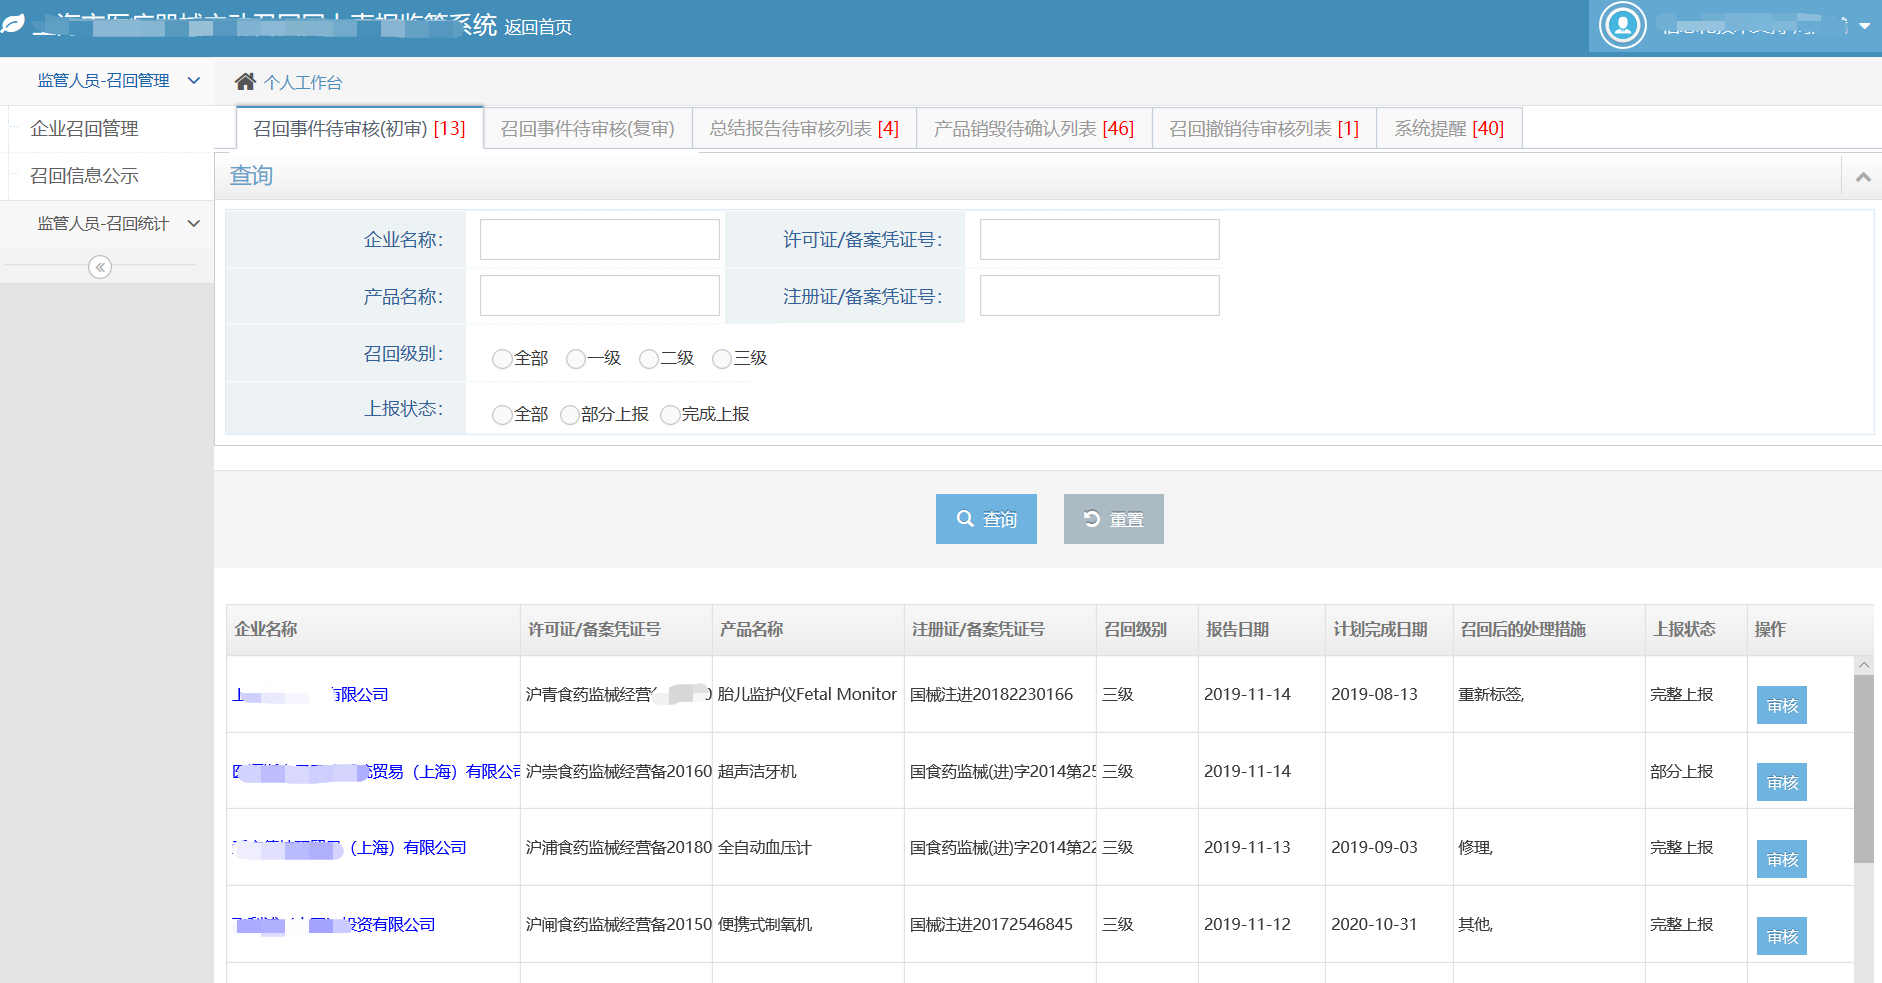 系统 返回首页
监管人员-召回管理
企业召回管理
召回信息公示
监管人员-召回统计
个人工作台
召回事件待审核(初审) [13] 召回事件待审核(复审) 总结报告待审核列表 [4] 产品销毁待确认列表 [46] 召回撤销待审核列表 [1] 系统提醒 [40]
查询
企业名称： 许可证/备案凭证号：
产品名称： 注册证/备案凭证号：
召回级别： 全部 一级 二级 三级
上报状态： 全部 部分上报 完成上报
查询 重置
企业名称 许可证/备案凭证号 产品名称 注册证/备案凭证号 召回级别 报告日期 计划完成日期 召回后的处理措施 上报状态 操作
有限公司 沪青食药监械经营 胎儿监护仪Fetal Monitor 国械注进20182230166 三级 2019-11-14 2019-08-13 重新标签, 完整上报 审核
贸易（上海）有限公司 沪崇食药监械经营备20160 超声洁牙机 国食药监械(进)字2014第25 三级 2019-11-14 部分上报 审核
（上海）有限公司 沪浦食药监械经营备20180 全自动血压计 国食药监械(进)字2014第22 三级 2019-11-13 2019-09-03 修理, 完整上报 审核
投资有限公司 沪闸食药监械经营备20150 便携式制氧机 国械注进20172546845 三级 2019-11-12 2020-10-31 其他, 完整上报 审核